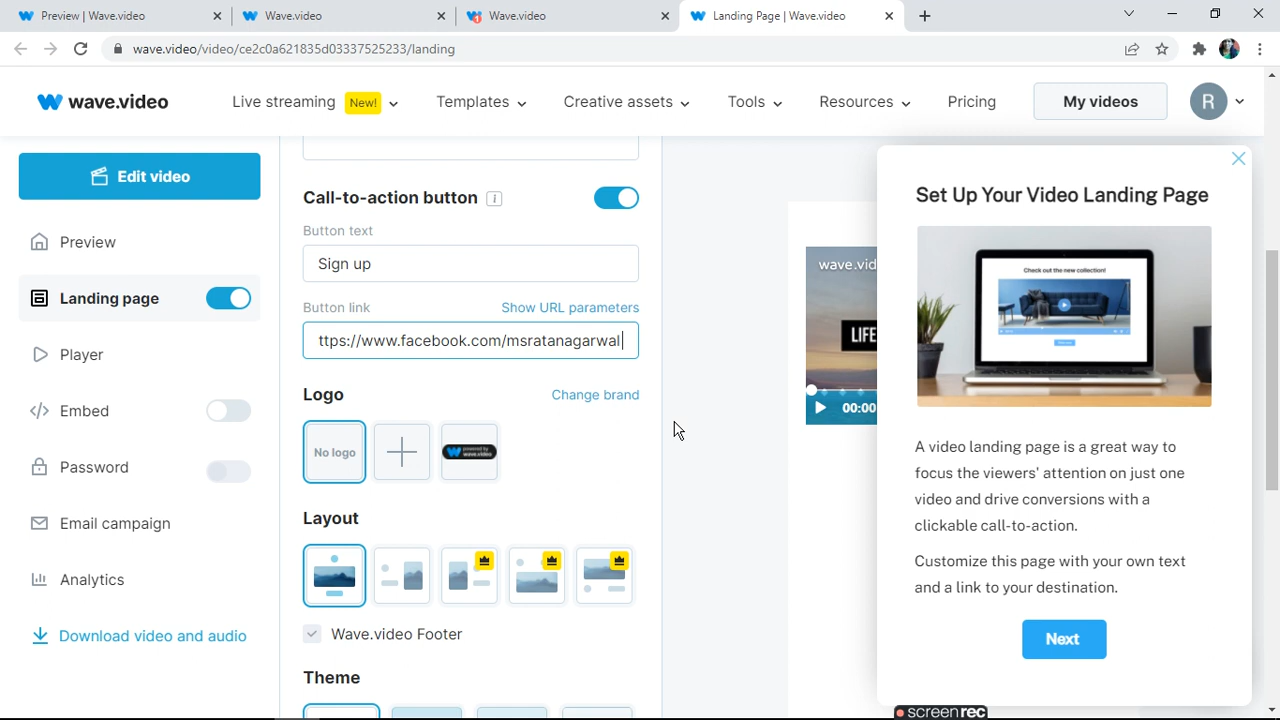 Preview | Wave.video
Wave.video
Wave.video
Landing Page | Wave.video
wave.video/video/ce2c0a621835d03337525233/landing
wave.video
Live streaming New!
Templates
Creative assets
Tools
Resources
Pricing
My videos
R
Edit video
Preview
Landing page
Player
Embed
Password
Email campaign
Analytics
Download video and audio
Call-to-action button i
Button text
Sign up
Button link
Show URL parameters
ttps://www.facebook.com/msratanagarwal
Logo
Change brand
No logo
powered by
wave.video
Layout
Wave.video Footer
Theme
wave.vid
LIFE
00:00
Set Up Your Video Landing Page
Check out the new collection!
A video landing page is a great way to
focus the viewers' attention on just one
video and drive conversions with a
clickable call-to-action.
Customize this page with your own text
and a link to your destination.
Next
screenrec